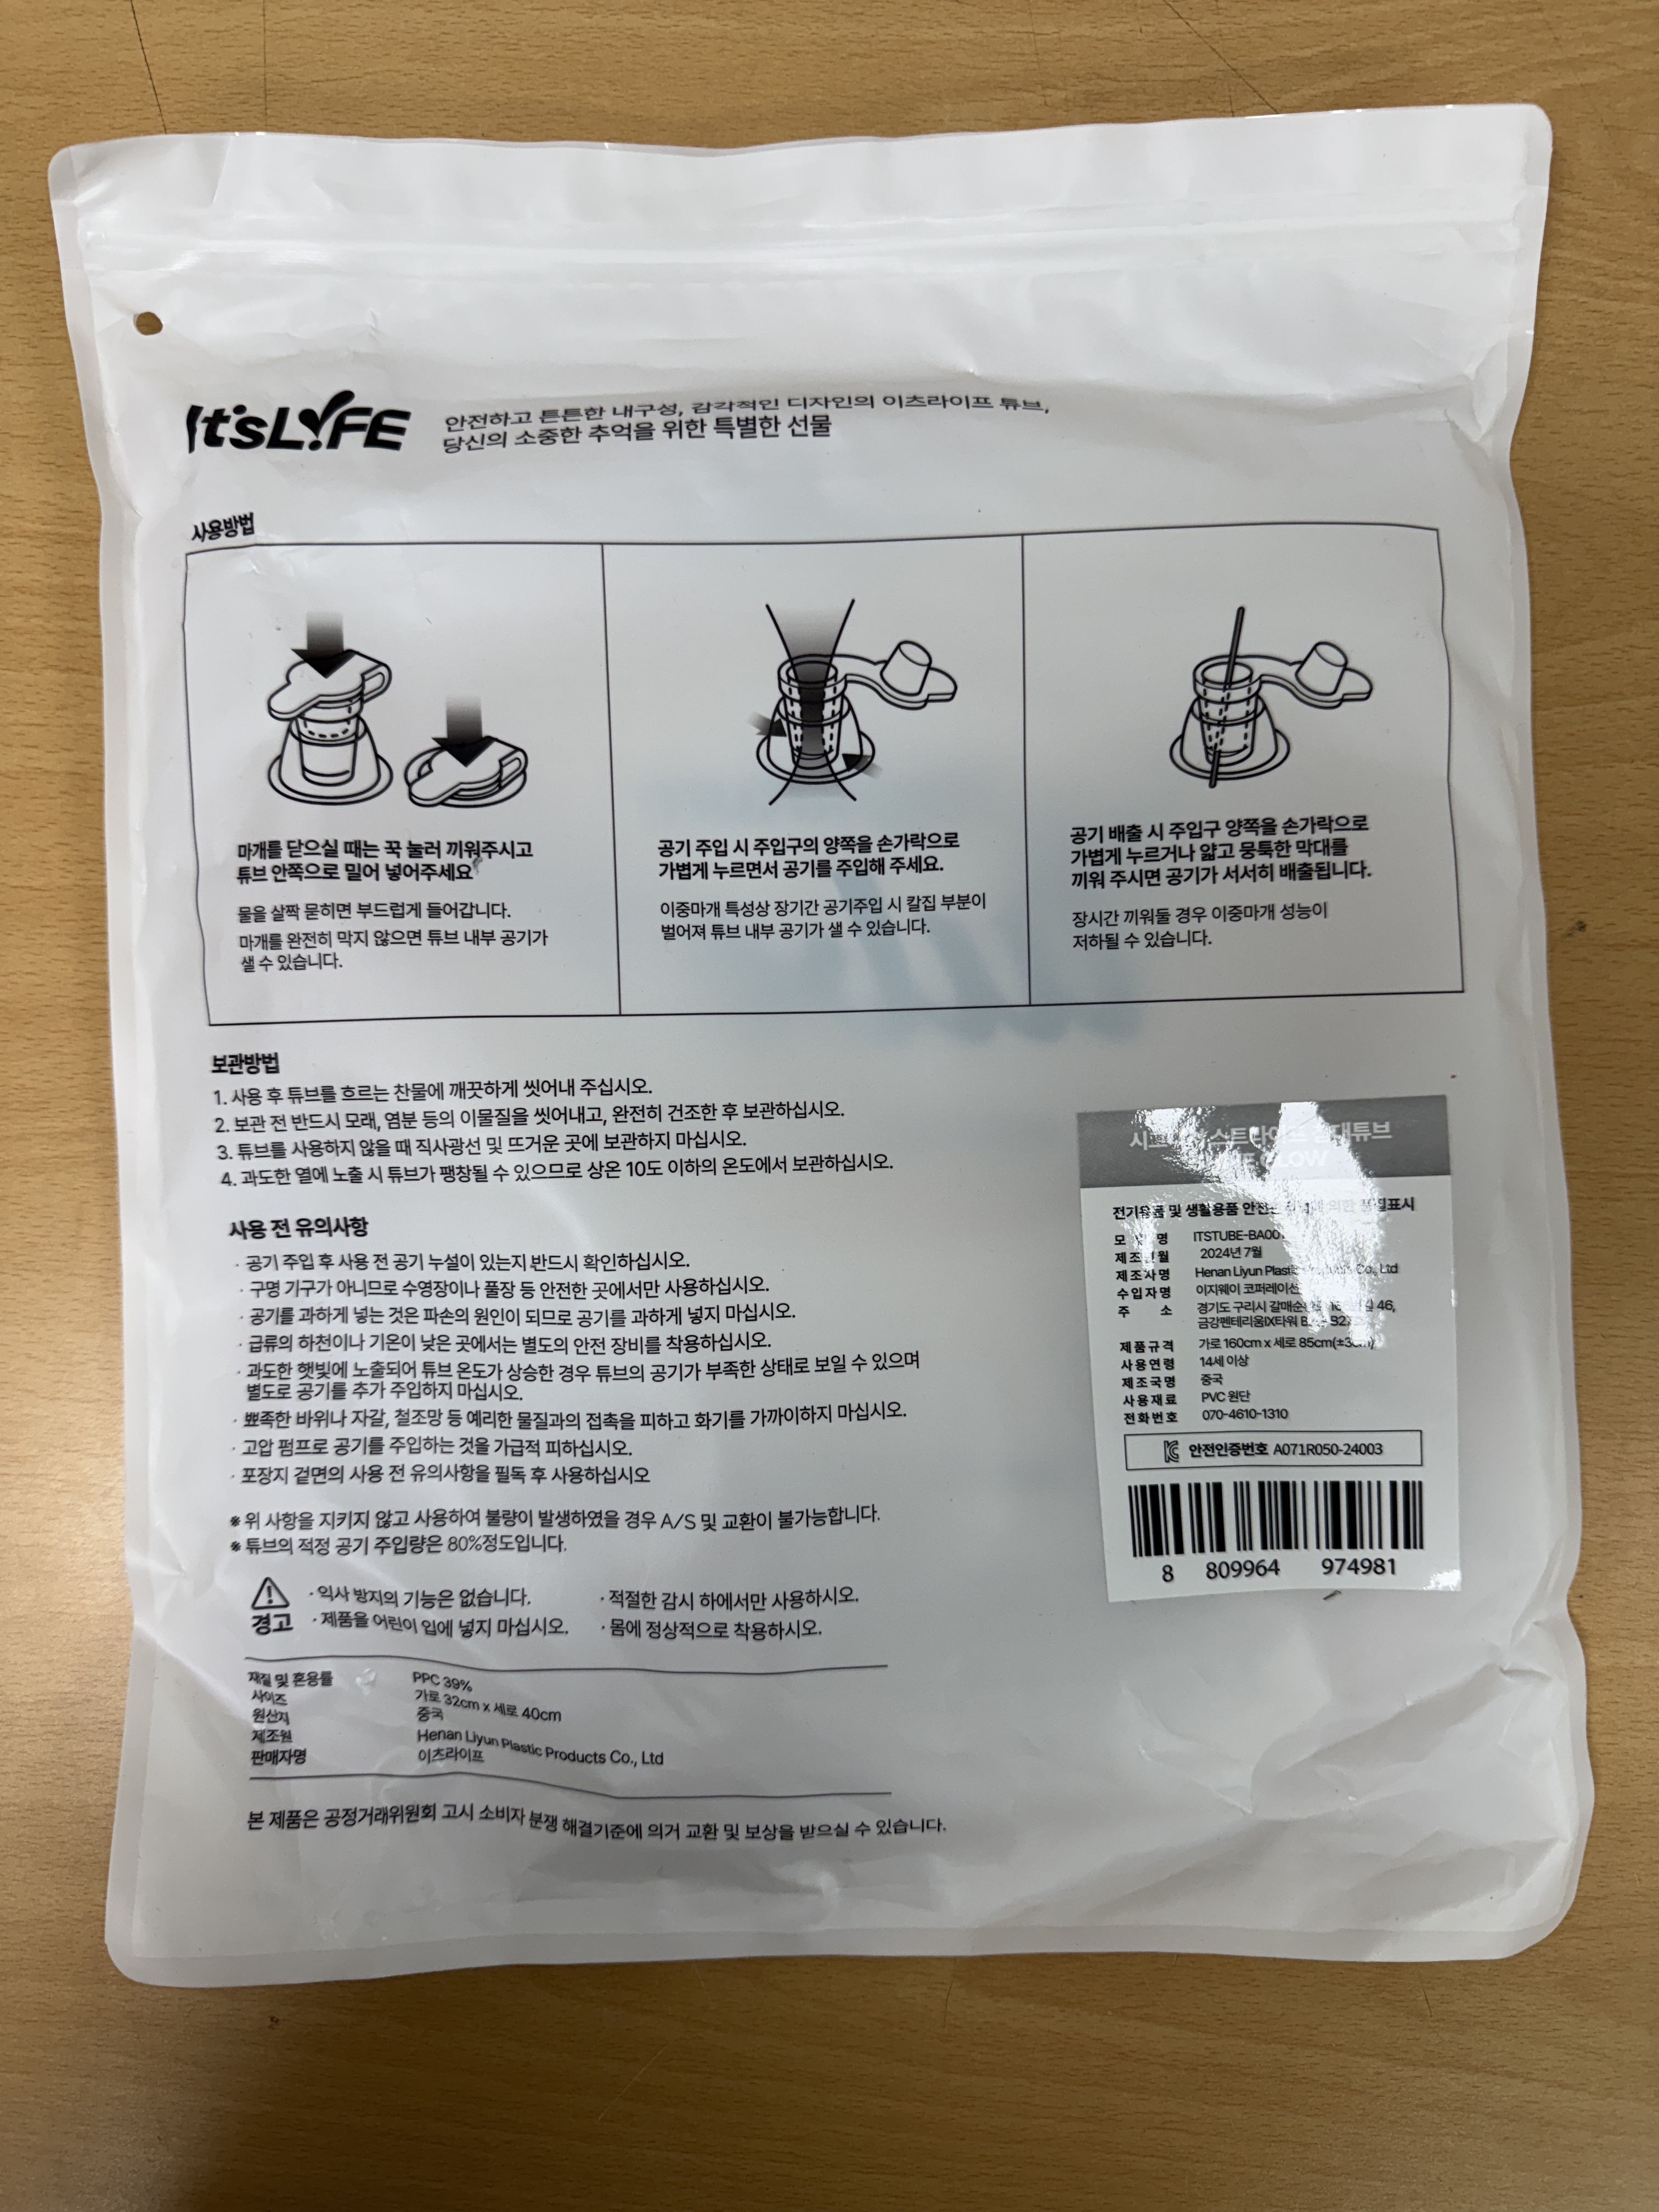 It'sLYFE
안전하고 튼튼한 내구성, 감각적인 디자인의 이츠라이프 튜브,
당신의 소중한 추억을 위한 특별한 선물
사용방법
마개를 닫으실 때는 꾹 눌러 끼워주시고
튜브 안쪽으로 밀어 넣어주세요
물을 살짝 묻히면 부드럽게 들어갑니다.
마개를 완전히 막지 않으면 튜브 내부 공기가
샐 수 있습니다.
공기 주입 시 주입구의 양쪽을 손가락으로
가볍게 누르면서 공기를 주입해 주세요.
이중마개 특성상 장기간 공기주입 시 칼집 부분이
벌어져 튜브 내부 공기가 샐 수 있습니다.
공기 배출 시 주입구 양쪽을 손가락으로
가볍게 누르거나 얇고 뭉툭한 막대를
끼워 주시면 공기가 서서히 배출됩니다.
장시간 끼워둘 경우 이중마개 성능이
저하될 수 있습니다.
보관방법
1. 사용 후 튜브를 흐르는 찬물에 깨끗하게 씻어내 주십시오.
2. 보관 전 반드시 모래, 염분 등의 이물질을 씻어내고, 완전히 건조한 후 보관하십시오.
3. 튜브를 사용하지 않을 때 직사광선 및 뜨거운 곳에 보관하지 마십시오.
4. 과도한 열에 노출 시 튜브가 팽창될 수 있으므로 상온 10도 이하의 온도에서 보관하십시오.
사용 전 유의사항
· 공기 주입 후 사용 전 공기 누설이 있는지 반드시 확인하십시오.
· 구명 기구가 아니므로 수영장이나 풀장 등 안전한 곳에서만 사용하십시오.
· 공기를 과하게 넣는 것은 파손의 원인이 되므로 공기를 과하게 넣지 마십시오.
· 급류의 하천이나 기온이 낮은 곳에서는 별도의 안전 장비를 착용하십시오.
· 과도한 햇빛에 노출되어 튜브 온도가 상승한 경우 튜브의 공기가 부족한 상태로 보일 수 있으며
별도로 공기를 추가 주입하지 마십시오.
· 뾰족한 바위나 자갈, 철조망 등 예리한 물질과의 접촉을 피하고 화기를 가까이하지 마십시오.
· 고압 펌프로 공기를 주입하는 것을 가급적 피하십시오.
· 포장지 겉면의 사용 전 유의사항을 필독 후 사용하십시오
※ 위 사항을 지키지 않고 사용하여 불량이 발생하였을 경우 A/S 및 교환이 불가능합니다.
※ 튜브의 적정 공기 주입량은 80%정도입니다.
경고
· 익사 방지의 기능은 없습니다.
· 제품을 어린이 입에 넣지 마십시오.
· 적절한 감시 하에서만 사용하시오.
· 몸에 정상적으로 착용하시오.
재질 및 혼용률 PPC 39%
사이즈 가로 32cm x 세로 40cm
원산지 중국
제조원 Henan Liyun Plastic Products Co., Ltd
판매자명 이츠라이프
본 제품은 공정거래위원회 고시 소비자 분쟁 해결기준에 의거 교환 및 보상을 받으실 수 있습니다.
전기용품 및 생활용품 의한 품질표시
모델명
제조년월 2024년 7월
제조자명 Henan Liyun Plastic Products Co., Ltd
수입자명 이지웨이 코퍼레이션
주 소 경기도 구리시 46,
금강펜테리움IX타워
제품규격 가로 160cm x 세로
사용연령 14세 이상
제조국명 중국
사용재료 PVC 원단
전화번호 070-4610-1310
안전인증번호 A071R050-24003
8 809964 974981